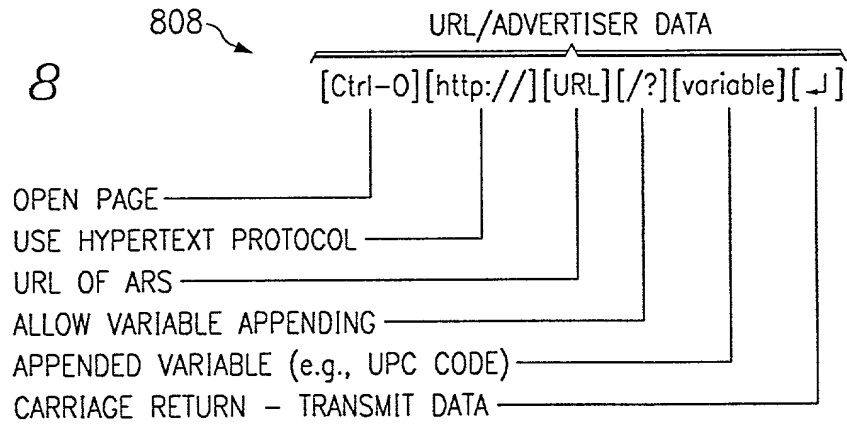 808
URL/ADVERTISER DATA
8
[Ctrl-O][http://][URL][/?][variable][↵]
OPEN PAGE
USE HYPERTEXT PROTOCOL
URL OF ARS
ALLOW VARIABLE APPENDING
APPENDED VARIABLE (e.g., UPC CODE)
CARRIAGE RETURN – TRANSMIT DATA